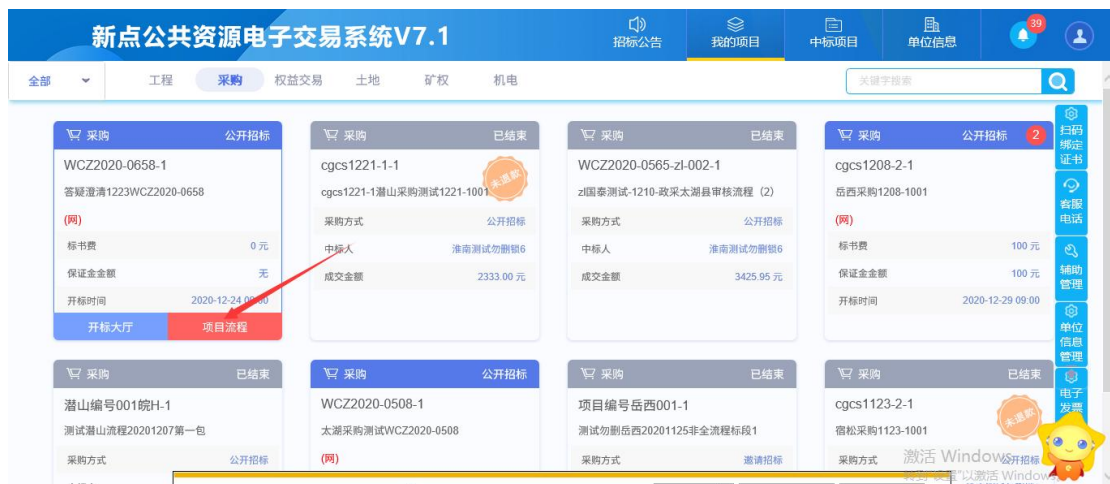 新点公共资源电子交易系统V7.1
招标公告
我的项目
中标项目
单位信息
39
全部
工程
采购
权益交易
土地
矿权
机电
关键字搜索
采购 公开招标
WCZ2020-0658-1
答疑澄清1223WCZ2020-0658
(网)
标书费 0 元
保证金金额 无
开标时间 2020-12-24 09:00
开标大厅 项目流程
采购 已结束
cgcs1221-1-1
未退款
cgcs1221-1潜山采购测试1221-1001
采购方式 公开招标
中标人 淮南测试勿删锁6
成交金额 2333.00 元
采购 已结束
WCZ2020-0565-zl-002-1
zl国泰测试-1210-政采太湖县审核流程（2）
采购方式 公开招标
中标人 淮南测试勿删锁6
成交金额 3425.95 元
采购 公开招标 2
cgcs1208-2-1
岳西采购1208-1001
(网)
标书费 100 元
保证金金额 100 元
开标时间 2020-12-29 09:00
扫码
绑定
证书
客服
电话
辅助
管理
单位
信息
管理
电子
发票
采购 已结束
潜山编号001皖H-1
测试潜山流程20201207第一包
采购方式 公开招标
采购 公开招标
WCZ2020-0508-1
太湖采购测试WCZ2020-0508
(网)
采购 已结束
项目编号岳西001-1
测试勿删岳西20201125非全流程标段1
采购方式 邀请招标
采购 已结束
cgcs1123-2-1
未退款
宿松采购1123-1001
采购方式 公开招标
激活 Windows
转到"设置"以激活 Windows